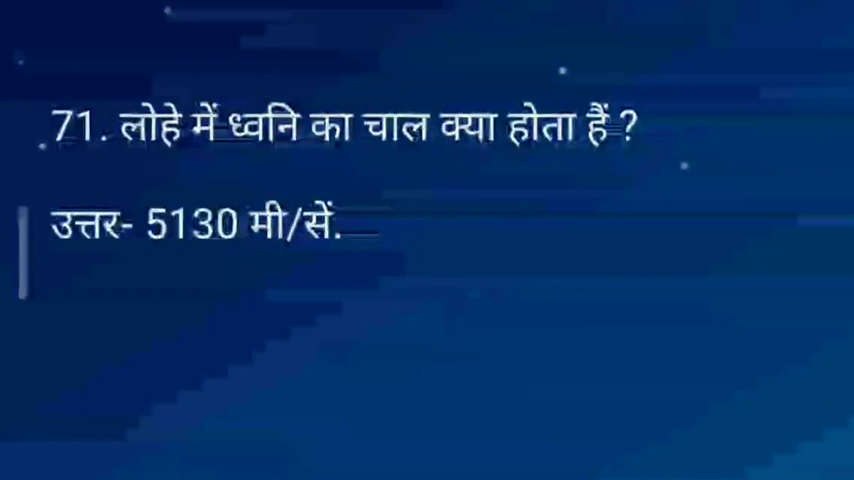 71. लोहे में ध्वनि का चाल क्या होता हैं ?
उत्तर- 5130 मी/सें.